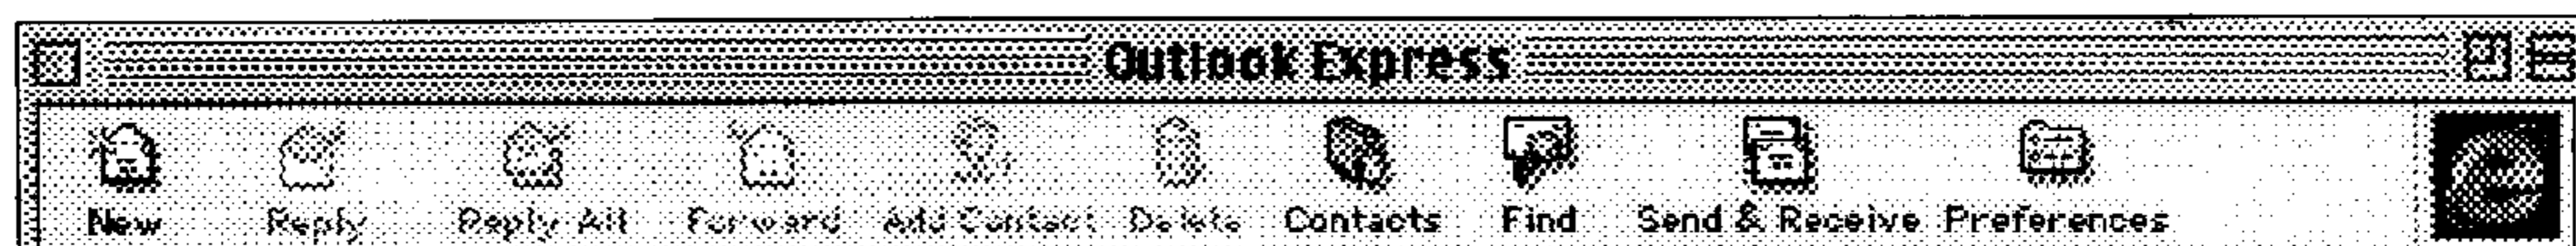 Outlook Express
New Reply Reply All Forward Add Contact Delete Contacts Find Send & Receive Preferences